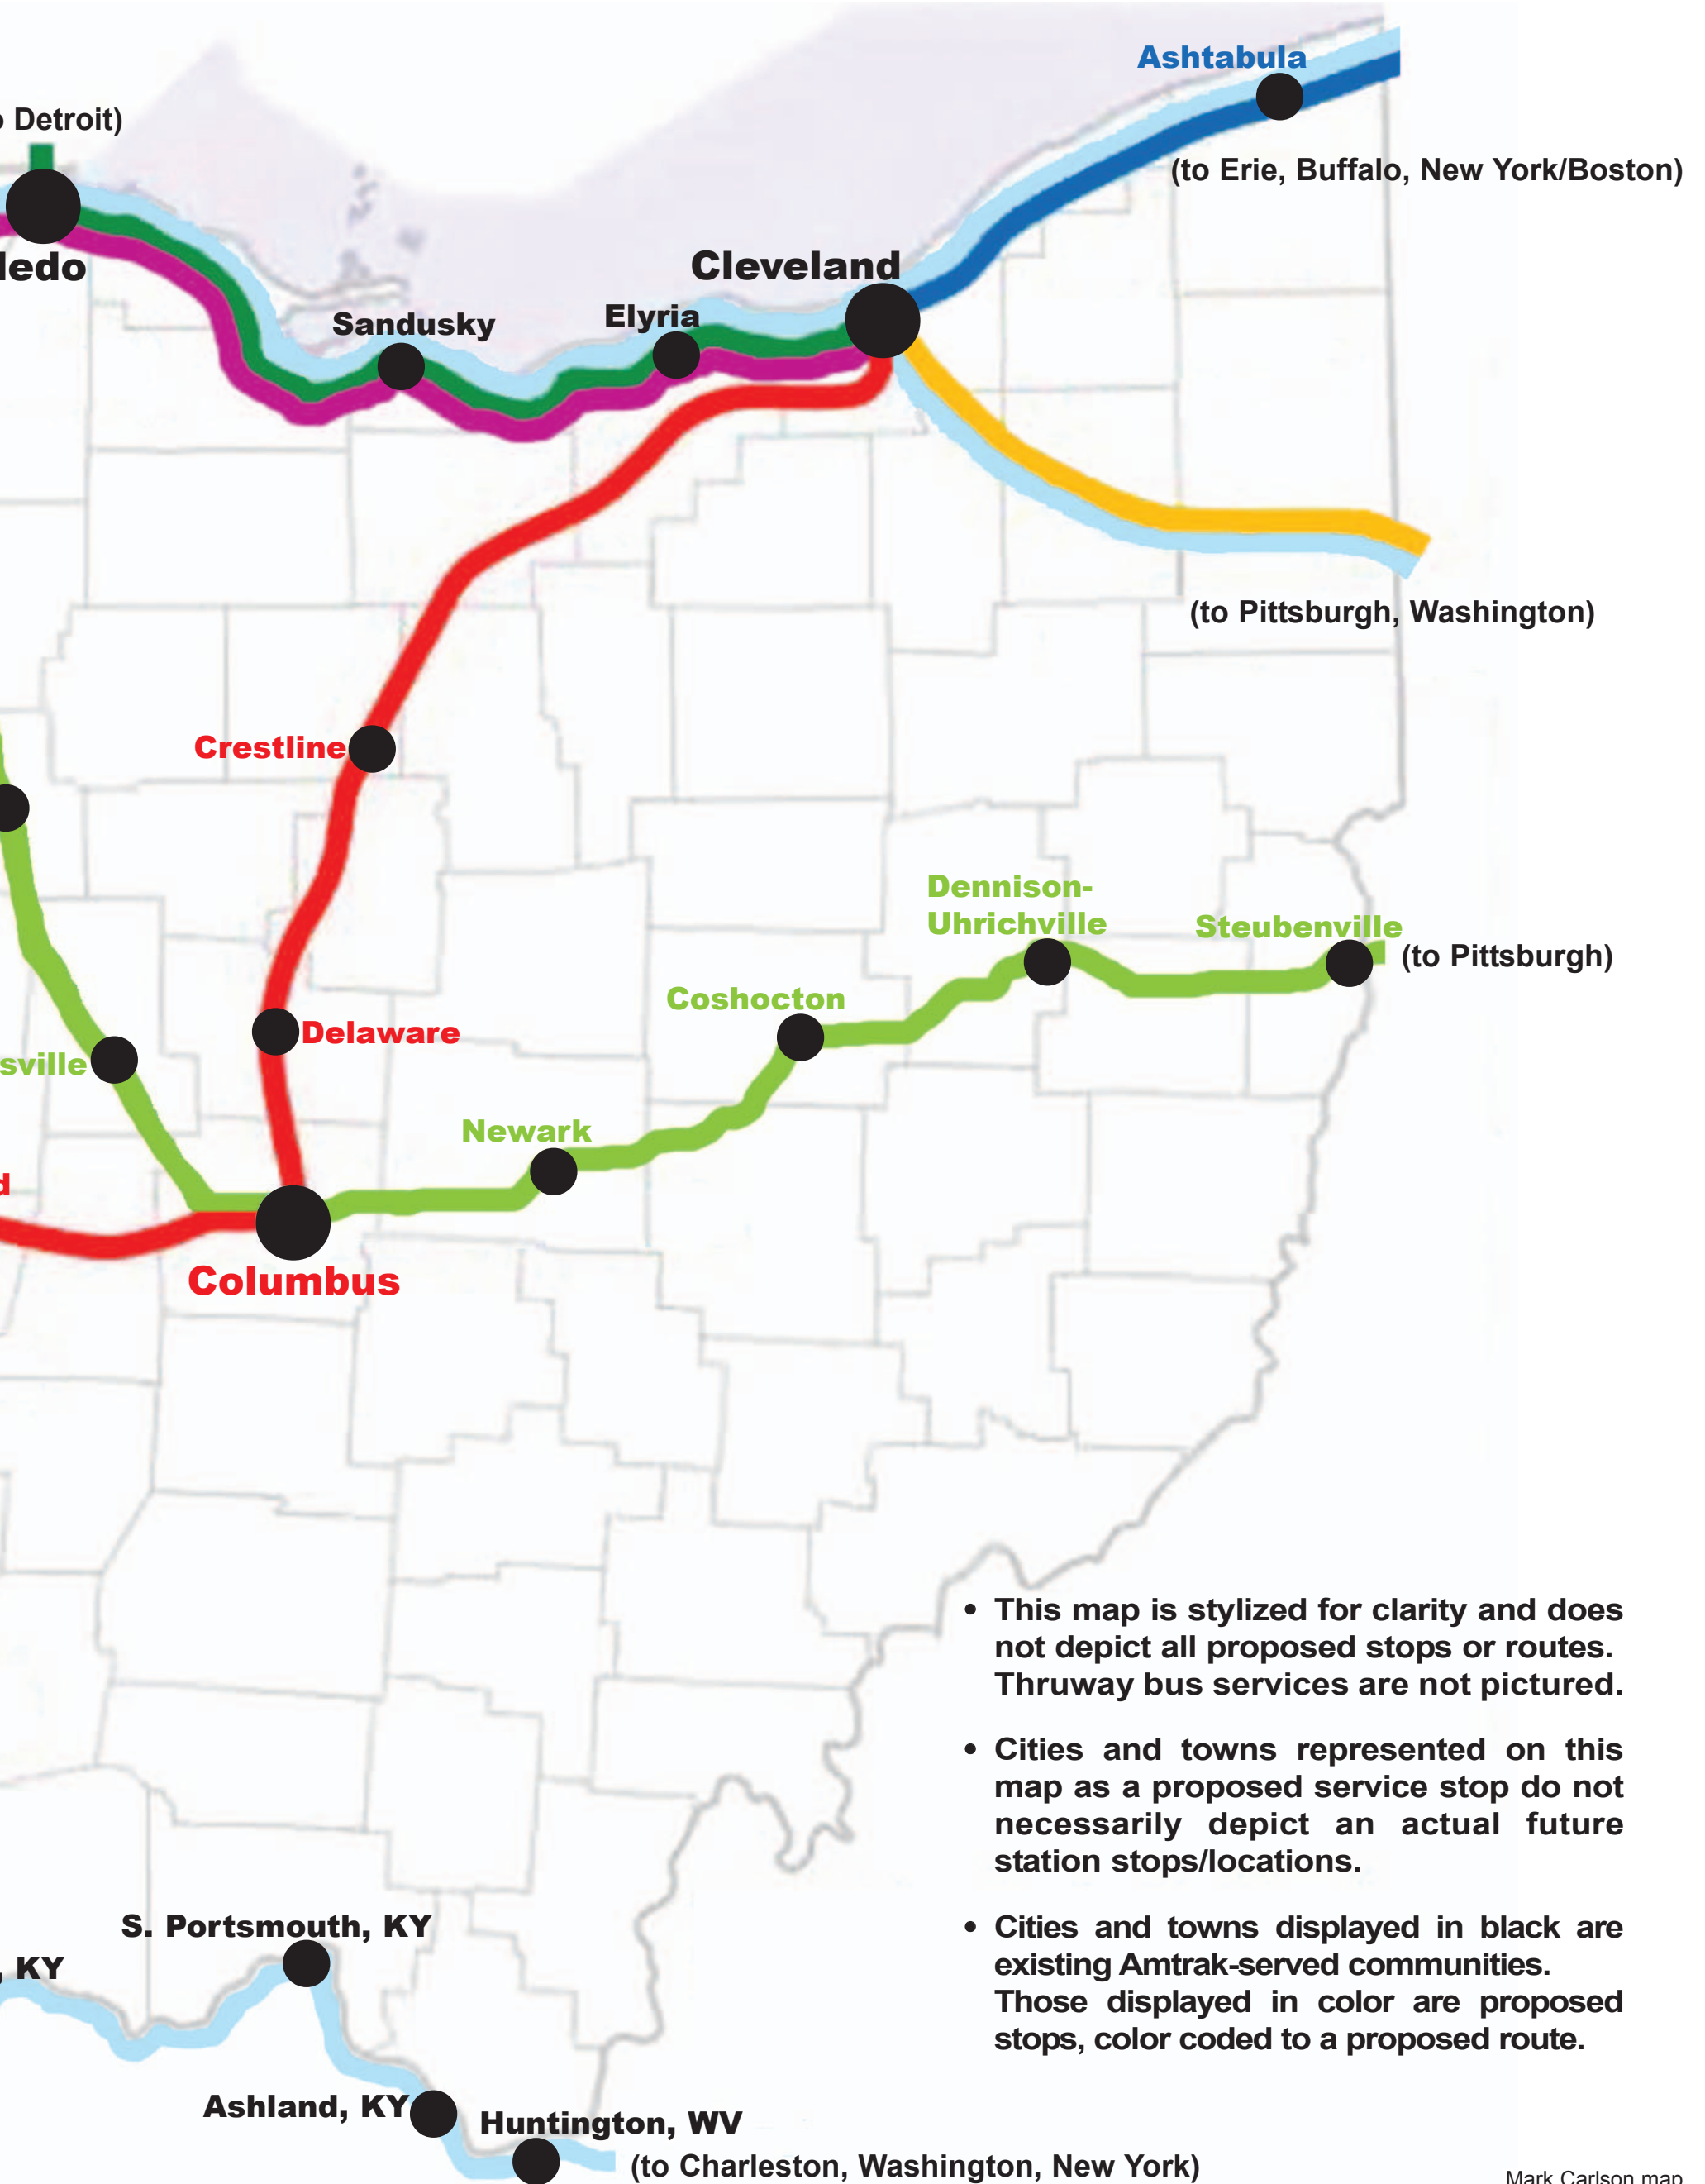 Ashtabula
Detroit)
(to Erie, Buffalo, New York/Boston)
ledo
Cleveland
Sandusky
Elyria
(to Pittsburgh, Washington)
Crestline
Dennison-
Uhrichville
Steubenville
(to Pittsburgh)
Coshocton
Delaware
sville
Newark
d
Columbus
• This map is stylized for clarity and does
not depict all proposed stops or routes.
Thruway bus services are not pictured.
• Cities and towns represented on this
map as a proposed service stop do not
necessarily depict an actual future
station stops/locations.
• Cities and towns displayed in black are
existing Amtrak-served communities.
Those displayed in color are proposed
stops, color coded to a proposed route.
S. Portsmouth, KY
, KY
Ashland, KY
Huntington, WV
(to Charleston, Washington, New York)
Mark Carlson map